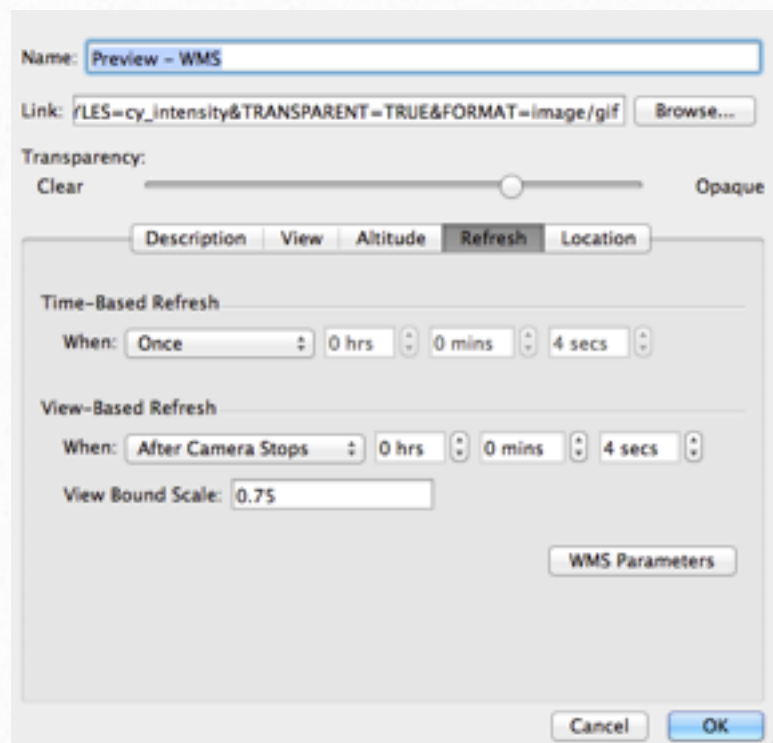 Name: Preview - WMS
Link: YLES=cy_intensity&TRANSPARENT=TRUE&FORMAT=image/gif Browse...
Transparency:
Clear Opaque
Description View Altitude Refresh Location
Time-Based Refresh
When: Once 0 hrs 0 mins 4 secs
View-Based Refresh
When: After Camera Stops 0 hrs 0 mins 4 secs
View Bound Scale: 0.75
WMS Parameters
Cancel OK